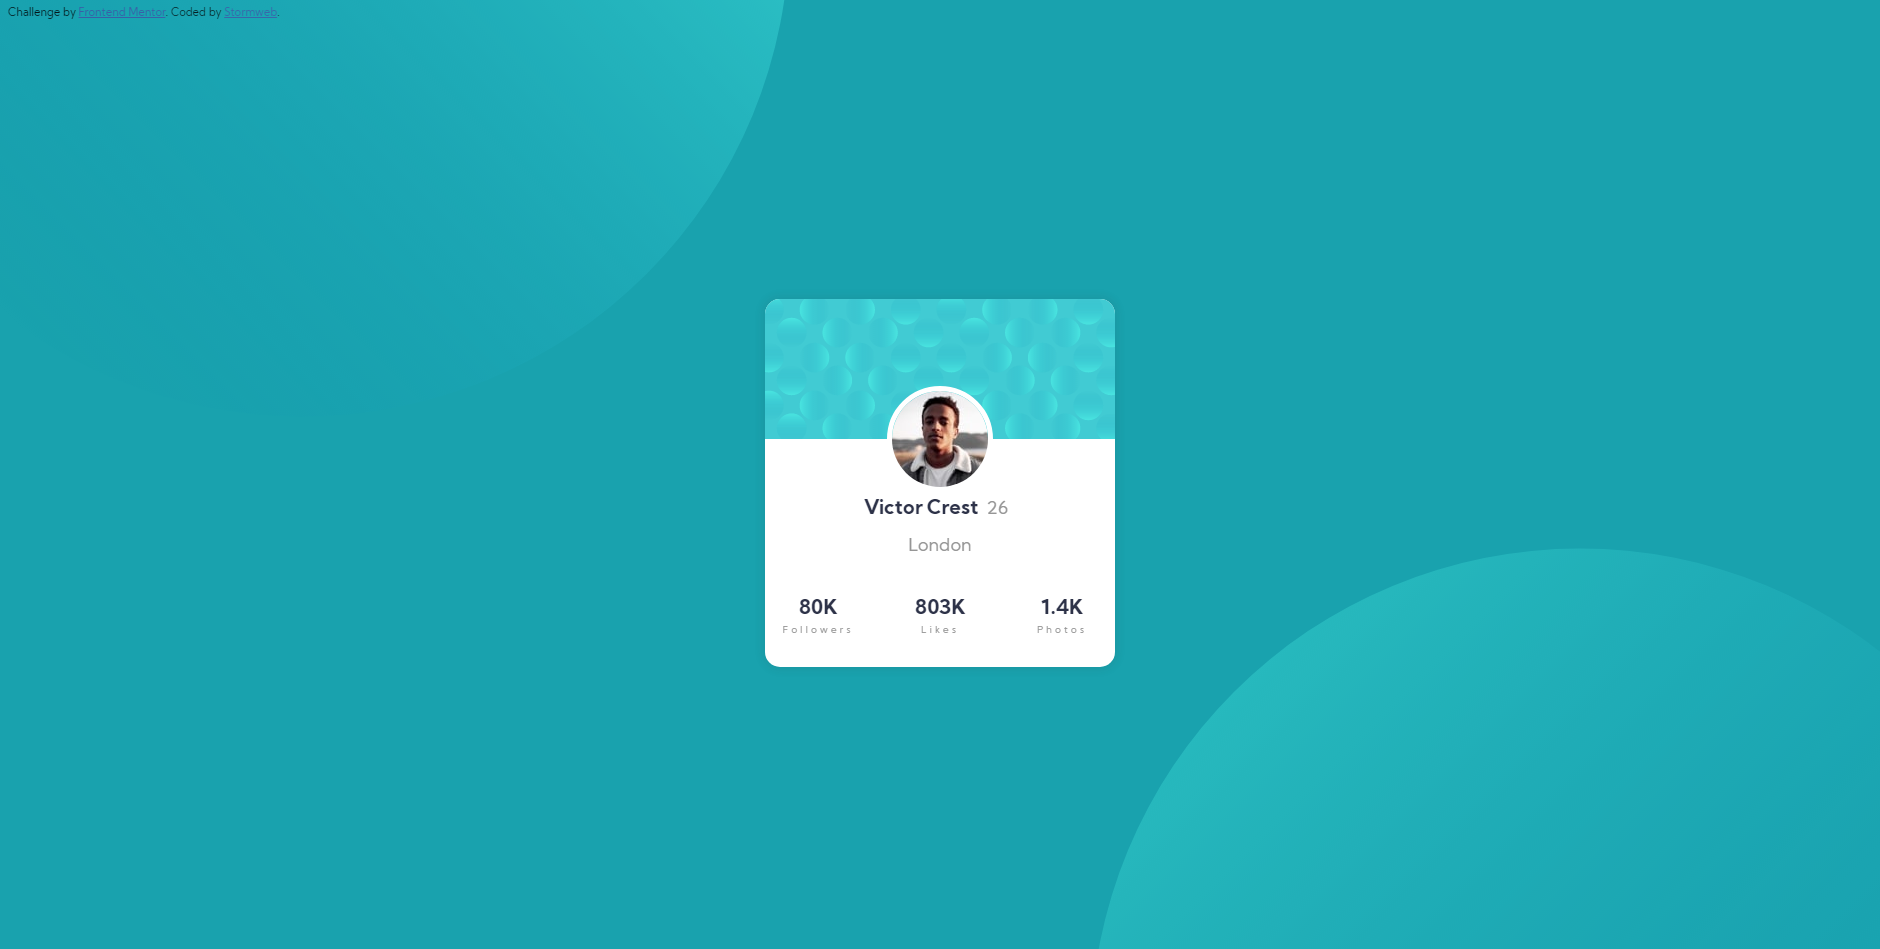 Challenge by Frontend Mentor. Coded by Stormweb.
Victor Crest 26
London
80K 803K 1.4K
Followers Likes Photos